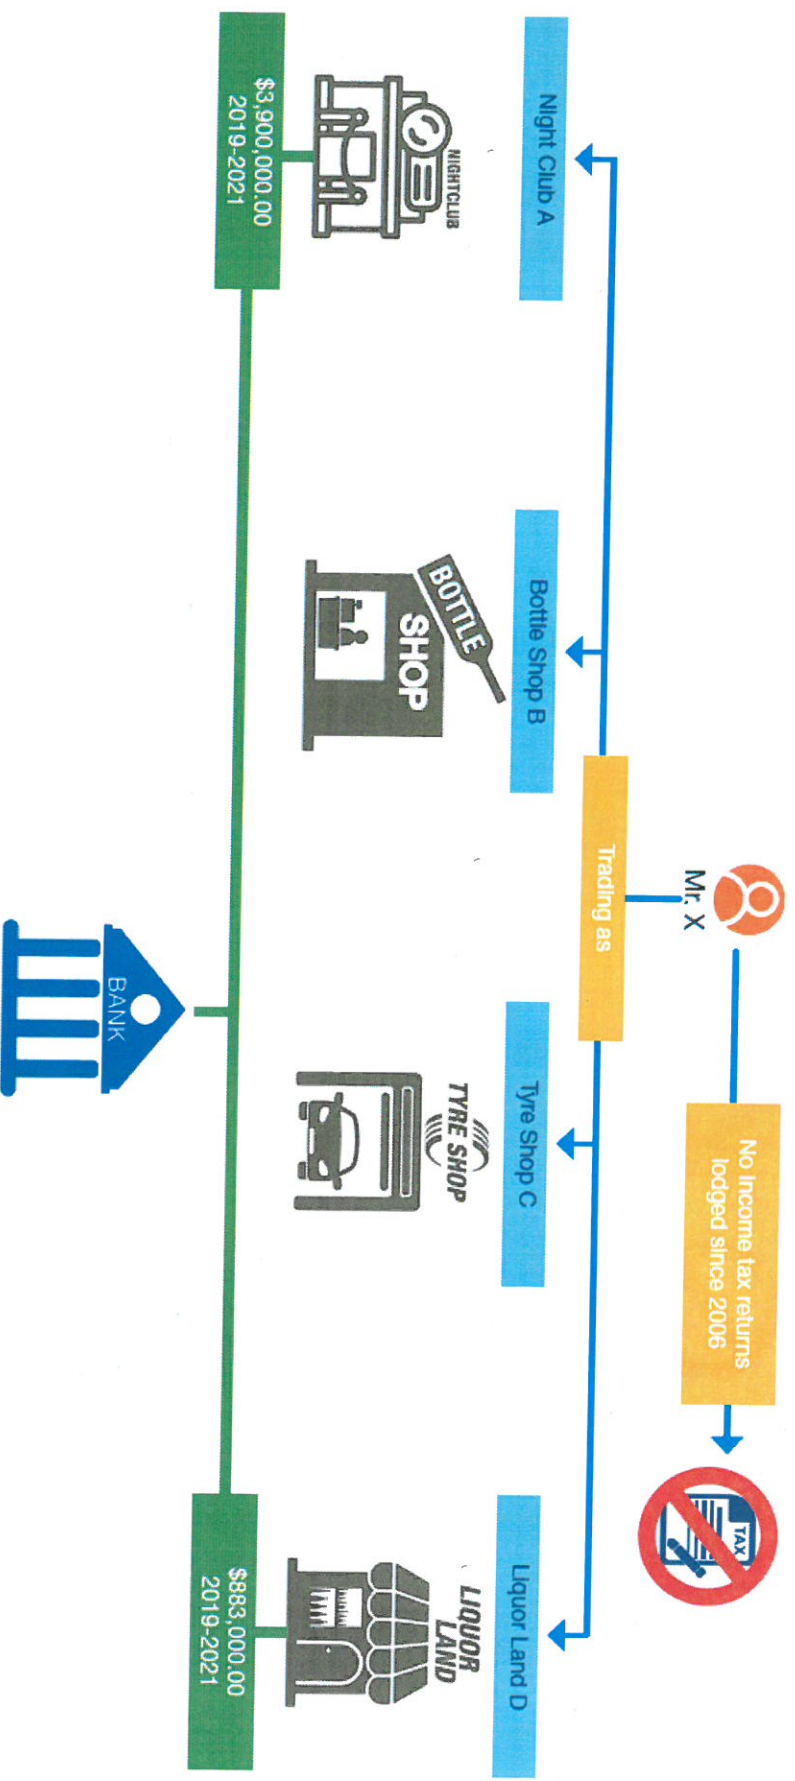 Mr. X
No income tax returns
lodged since 2006
TAX
Trading as
Night Club A
Bottle Shop B
Tyre Shop C
Liquor Land D
NIGHTCLUB
BOTTLE
SHOP
TYRE SHOP
LIQUOR
LAND
$3,900,000.00
2019-2021
$883,000.00
2019-2021
BANK